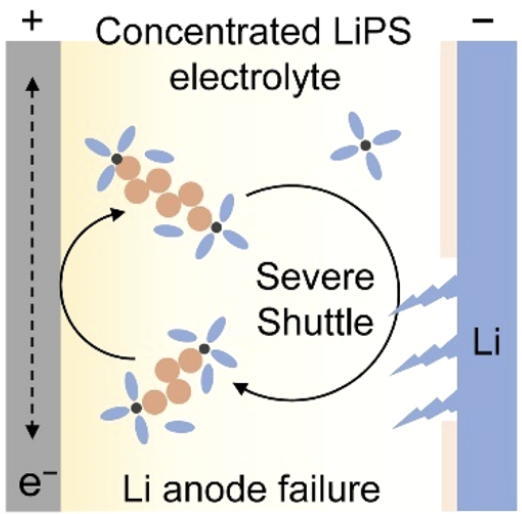 +
−
Concentrated LiPS
electrolyte
Severe
Shuttle
Li
e⁻
Li anode failure